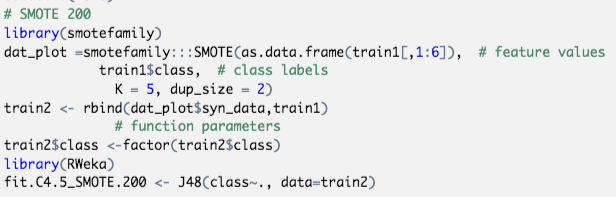 # SMOTE 200
library(smotefamily)
dat_plot =smotefamily:::SMOTE(as.data.frame(train1[,1:6]),  # feature values
train1$class,  # class labels
K = 5, dup_size = 2)
train2 <- rbind(dat_plot$syn_data,train1)
# function parameters
train2$class <-factor(train2$class)
library(RWeka)
fit.C4.5_SMOTE.200 <- J48(class~., data=train2)